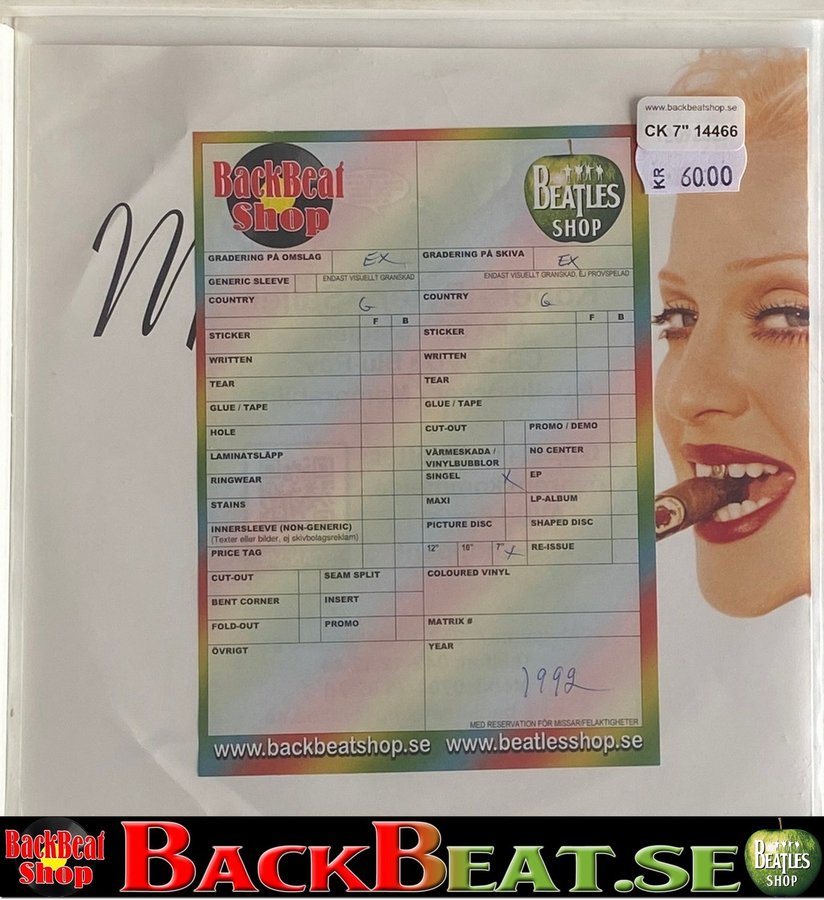 www.backbeatshop.se
CK 7" 14466
KR 60.00
M
BackBeat
Shop
BEATLES
SHOP
GRADERING PÅ OMSLAG EX
GRADERING PÅ SKIVA EX
GENERIC SLEEVE ENDAST VISUELLT GRANSKAD
ENDAST VISUELLT GRANSKAD, EJ PROVSPELAD
COUNTRY G
COUNTRY G
F B
F B
STICKER
STICKER
WRITTEN
WRITTEN
TEAR
TEAR
GLUE / TAPE
GLUE / TAPE
HOLE
CUT-OUT PROMO / DEMO
LAMINATSLÄPP
VÄRMESKADA / VINYLBUBBLOR NO CENTER
RINGWEAR
SINGEL X EP
STAINS
MAXI LP-ALBUM
INNERSLEEVE (NON-GENERIC)
(Texter eller bilder, ej skivbolagsreklam)
PICTURE DISC SHAPED DISC
PRICE TAG
12" 10" 7" X RE-ISSUE
CUT-OUT SEAM SPLIT
COLOURED VINYL
BENT CORNER INSERT
FOLD-OUT PROMO
MATRIX #
ÖVRIGT
YEAR
1992
MED RESERVATION FÖR MISSAR/FELAKTIGHETER
www.backbeatshop.se www.beatlesshop.se
BackBeat
Shop
BACKBEAT.SE
BEATLES
SHOP